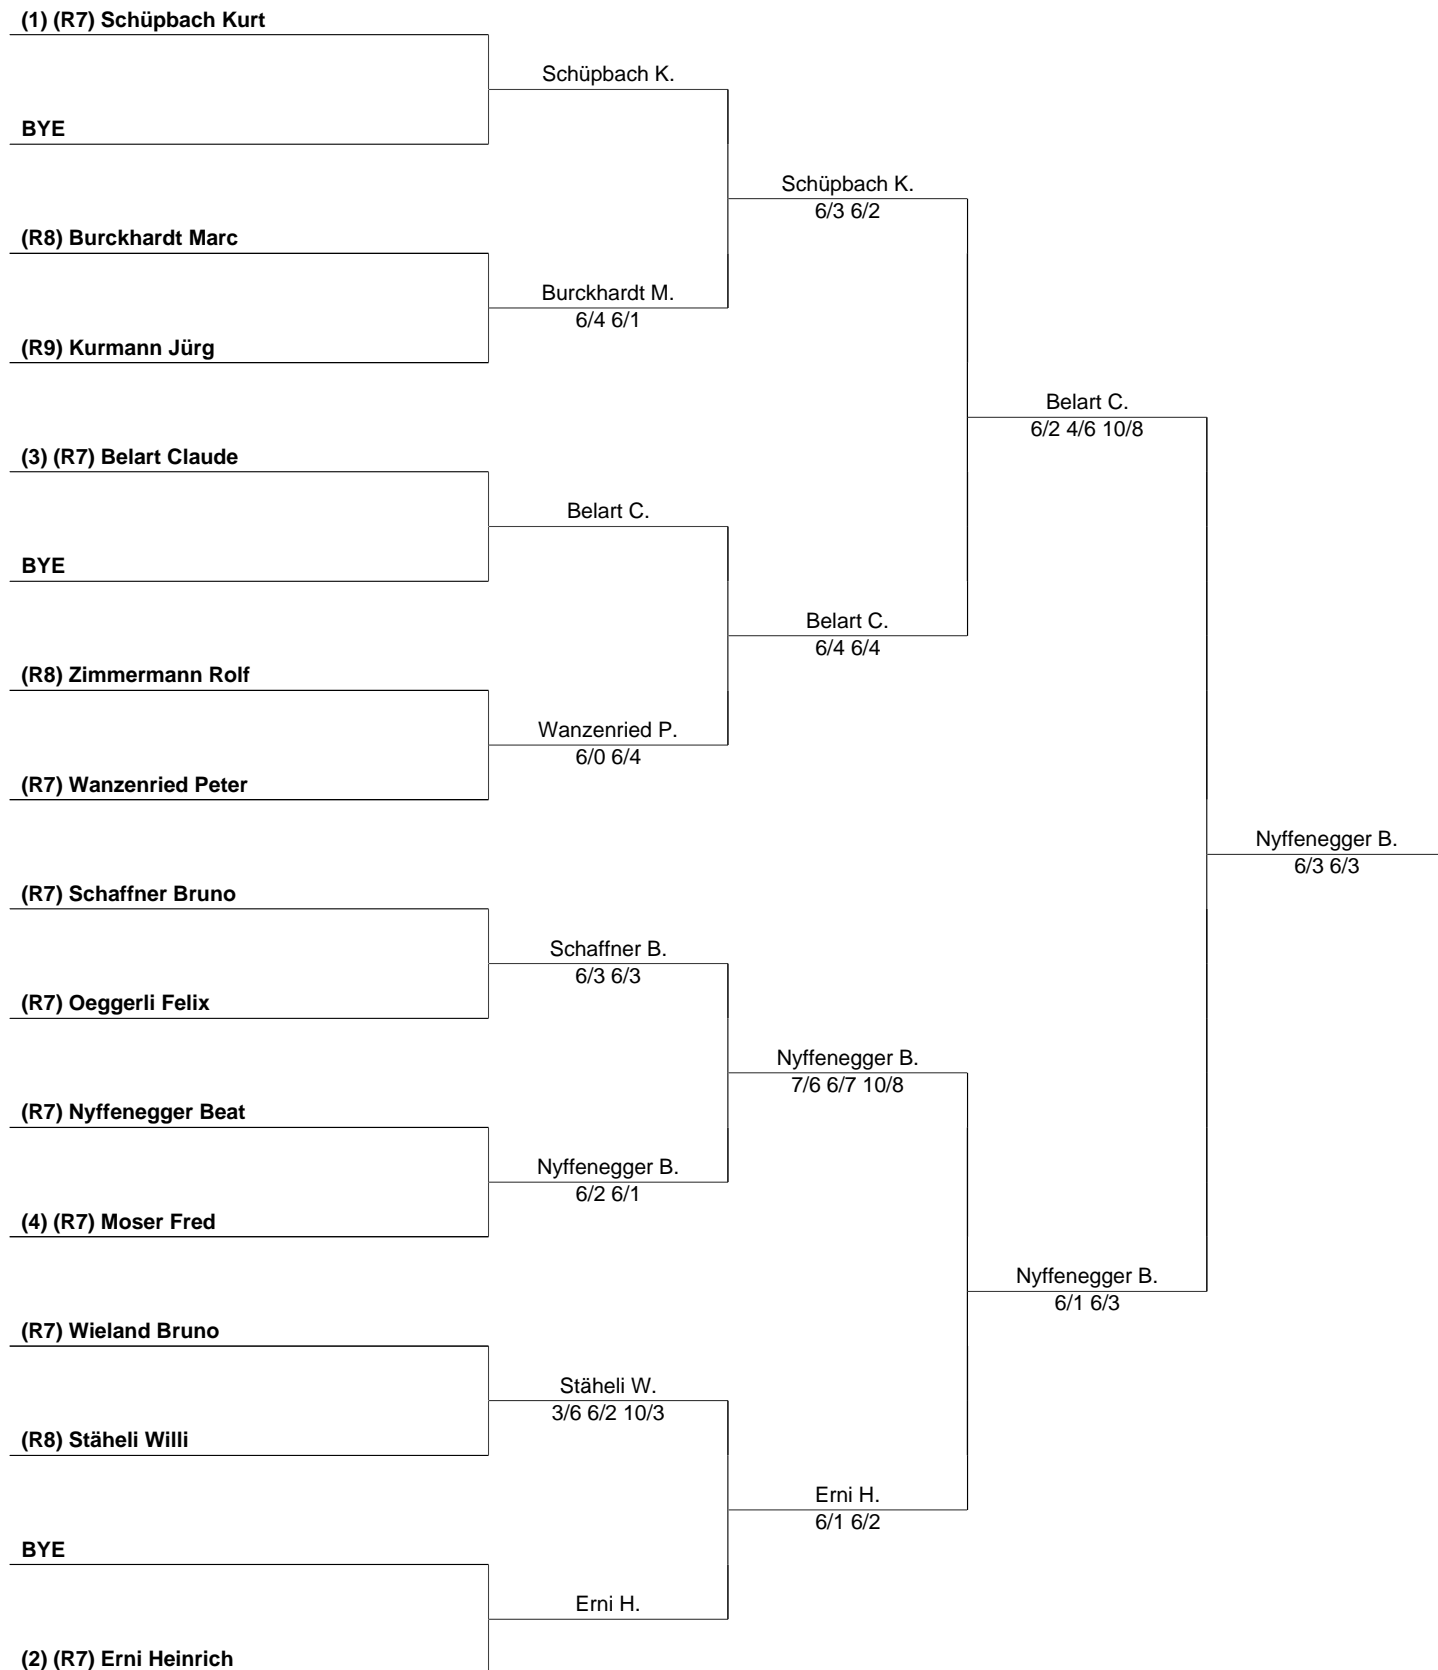 (1) (R7) Schüpbach Kurt
Schüpbach K.
BYE
Schüpbach K.
6/3 6/2
(R8) Burckhardt Marc
Burckhardt M.
6/4 6/1
(R9) Kurmann Jürg
Belart C.
6/2 4/6 10/8
(3) (R7) Belart Claude
Belart C.
BYE
Belart C.
6/4 6/4
(R8) Zimmermann Rolf
Wanzenried P.
6/0 6/4
(R7) Wanzenried Peter
Nyffenegger B.
6/3 6/3
(R7) Schaffner Bruno
Schaffner B.
6/3 6/3
(R7) Oeggerli Felix
Nyffenegger B.
7/6 6/7 10/8
(R7) Nyffenegger Beat
Nyffenegger B.
6/2 6/1
(4) (R7) Moser Fred
Nyffenegger B.
6/1 6/3
(R7) Wieland Bruno
Stäheli W.
3/6 6/2 10/3
(R8) Stäheli Willi
Erni H.
6/1 6/2
BYE
Erni H.
(2) (R7) Erni Heinrich